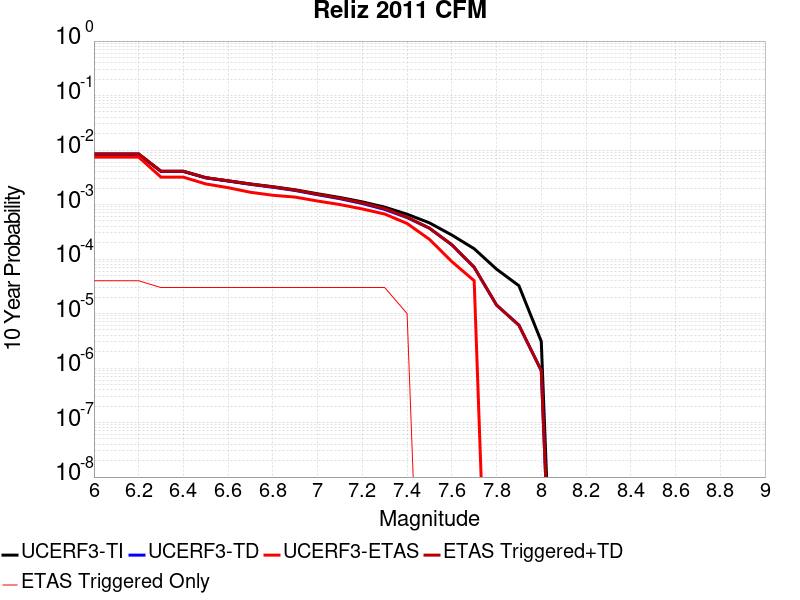 Reliz 2011 CFM
10 Year Probability
10^0
10^-1
10^-2
10^-3
10^-4
10^-5
10^-6
10^-7
10^-8
6 6.2 6.4 6.6 6.8 7 7.2 7.4 7.6 7.8 8 8.2 8.4 8.6 8.8 9
Magnitude
UCERF3-TI UCERF3-TD UCERF3-ETAS ETAS Triggered+TD
ETAS Triggered Only